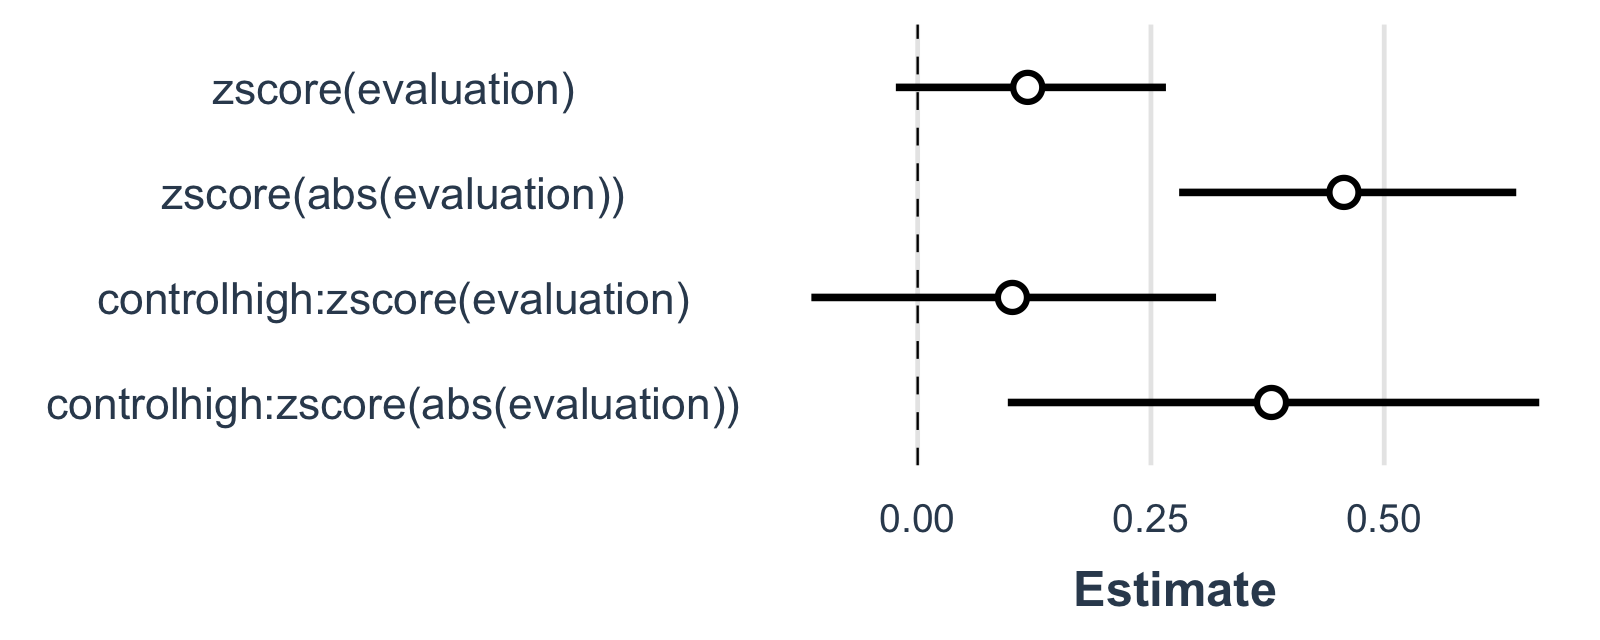 zscore(evaluation)
zscore(abs(evaluation))
controlhigh:zscore(evaluation)
controlhigh:zscore(abs(evaluation))
0.00 0.25 0.50
Estimate